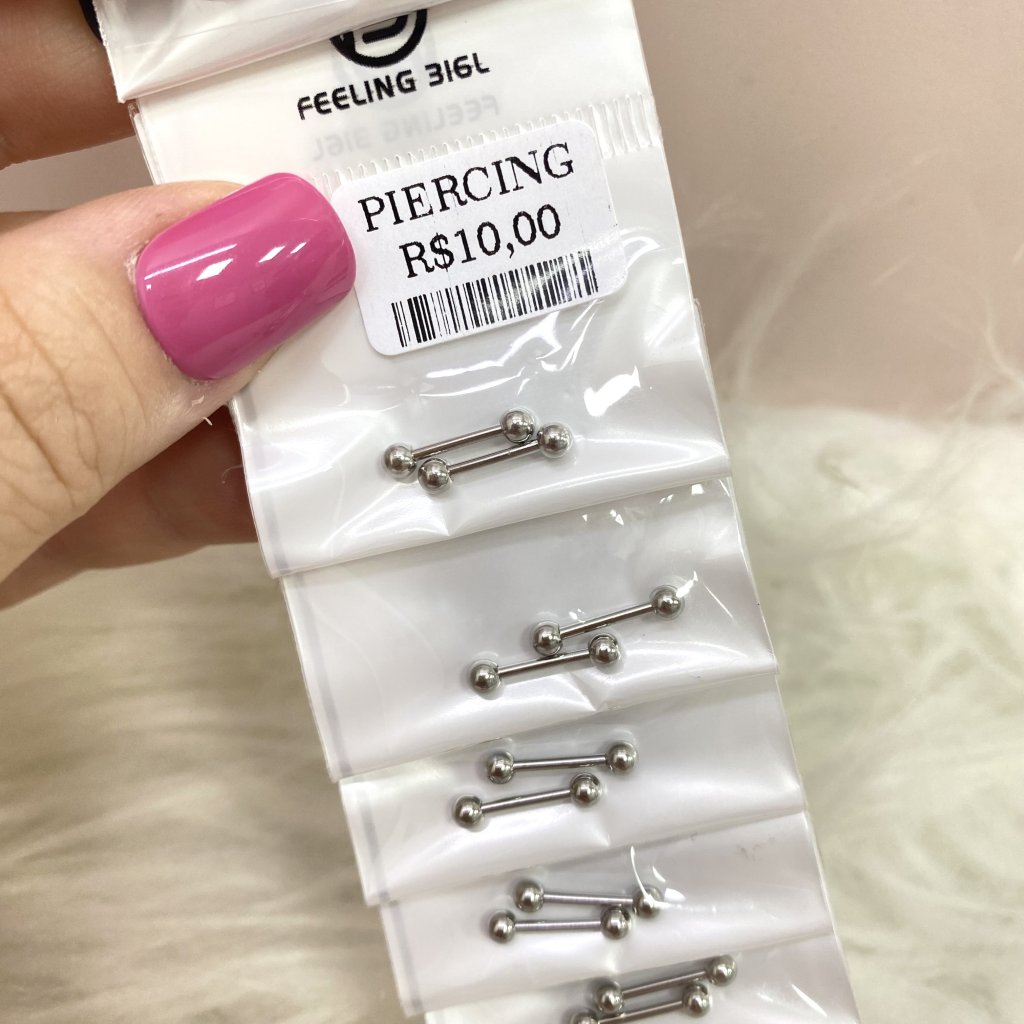 FEELING 316L
PIERCING
R$10,00